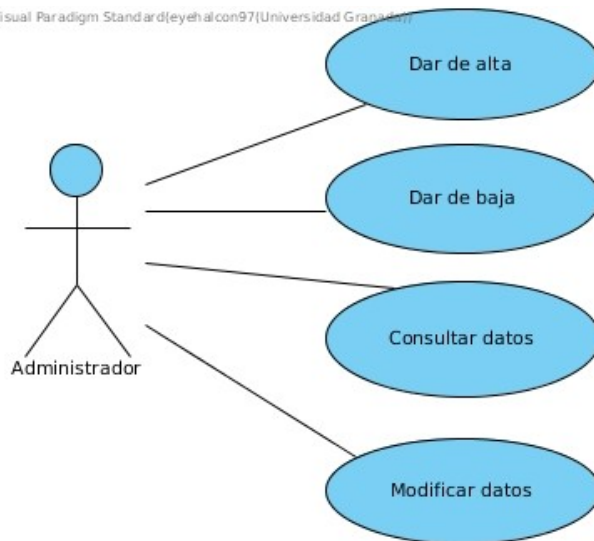 isual Paradigm Standard(eyehalcon97(Universidad Granada))
Dar de alta
Dar de baja
Consultar datos
Administrador
Modificar datos